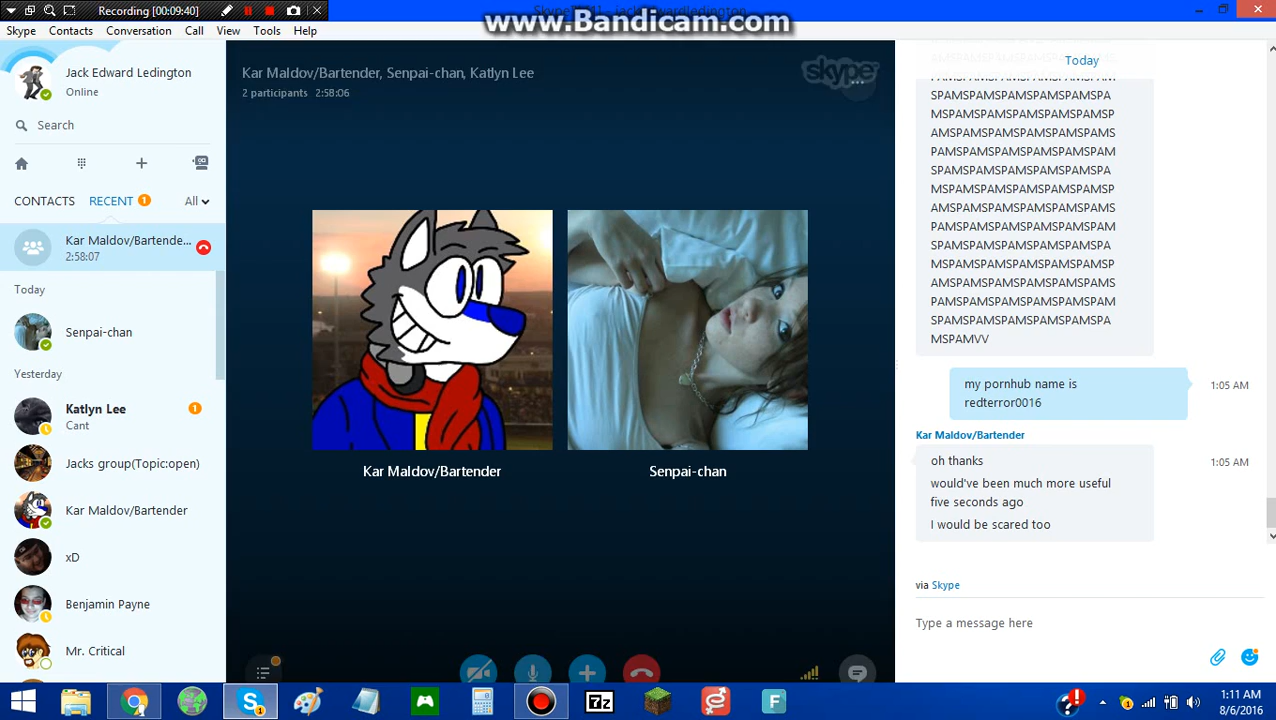 Recording [00:09:40]
www.Bandicam.com
Skype
Contacts
Conversation
Call
View
Tools
Help
Jack Edward Ledington
Online
Search
CONTACTS
RECENT
1
All
Kar Maldov/Bartende...
2:58:07
Today
Senpai-chan
Yesterday
Katlyn Lee
1
Cant
Jacks group(Topic:open)
Kar Maldov/Bartender
xD
Benjamin Payne
Mr. Critical
Kar Maldov/Bartender, Senpai-chan, Katlyn Lee
2 participants 2:58:06
skype
Kar Maldov/Bartender
Senpai-chan
Today
SPAMSPAMSPAMSPAMSPAMSPA
MSPAMSPAMSPAMSPAMSPAMSP
AMSPAMSPAMSPAMSPAMSPAMS
PAMSPAMSPAMSPAMSPAMSPAM
SPAMSPAMSPAMSPAMSPAMSPA
MSPAMSPAMSPAMSPAMSPAMSP
AMSPAMSPAMSPAMSPAMSPAMS
PAMSPAMSPAMSPAMSPAMSPAM
SPAMSPAMSPAMSPAMSPAMSPA
MSPAMSPAMSPAMSPAMSPAMSP
AMSPAMSPAMSPAMSPAMSPAMS
PAMSPAMSPAMSPAMSPAMSPAM
SPAMSPAMSPAMSPAMSPAMSPA
MSPAMVV
my pornhub name is
redterror0016
1:05 AM
Kar Maldov/Bartender
oh thanks
1:05 AM
would've been much more useful
five seconds ago
I would be scared too
via Skype
Type a message here
7z
F
1:11 AM
8/6/2016